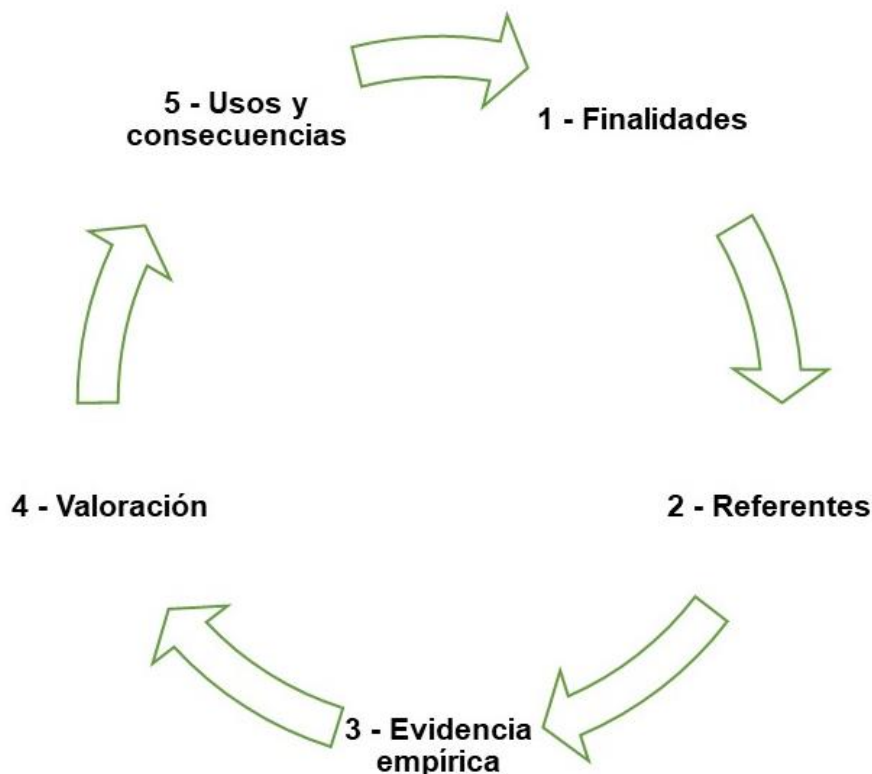 1 - Finalidades
2 - Referentes
3 - Evidencia
empírica
4 - Valoración
5 - Usos y
consecuencias